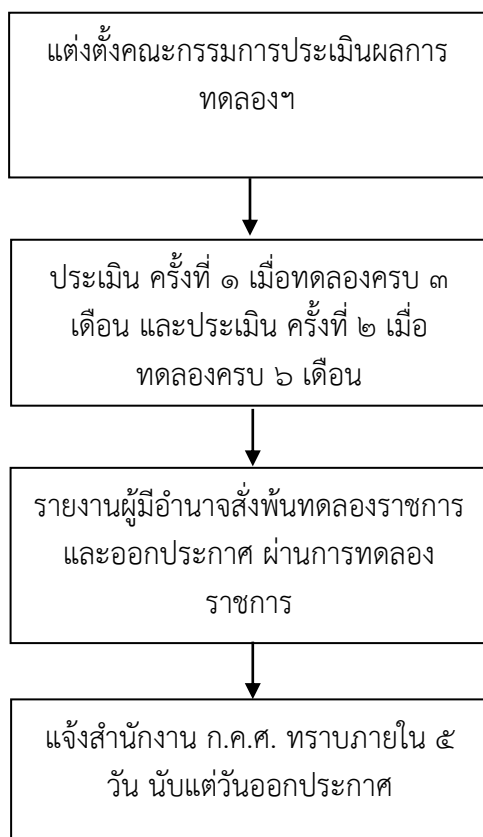 แต่งตั้งคณะกรรมการประเมินผลการ
ทดลองฯ
ประเมิน ครั้งที่ ๑ เมื่อทดลองครบ ๓
เดือน และประเมิน ครั้งที่ ๒ เมื่อ
ทดลองครบ ๖ เดือน
รายงานผู้มีอำนาจสั่งพ้นทดลองราชการ
และออกประกาศ ผ่านการทดลอง
ราชการ
แจ้งสำนักงาน ก.ค.ศ. ทราบภายใน ๕
วัน นับแต่วันออกประกาศ